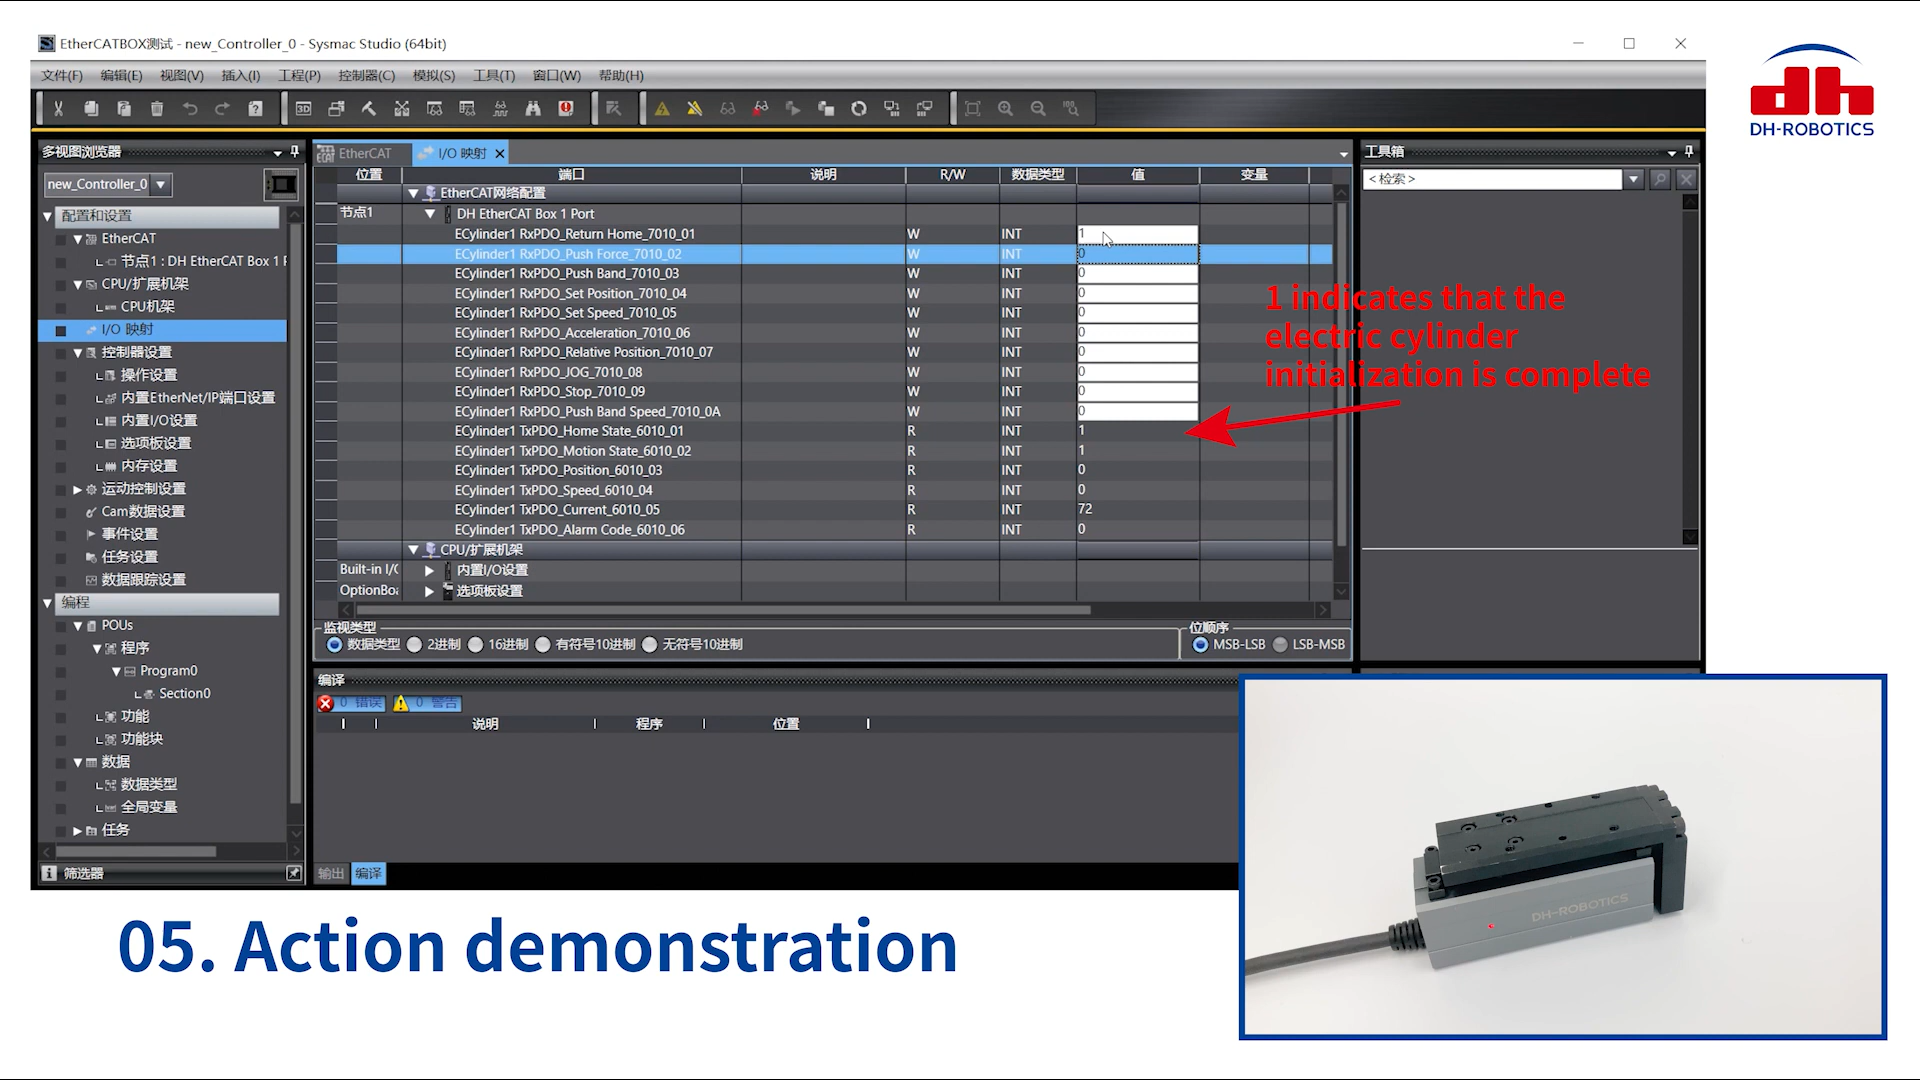 EtherCATBOX测试 - new_Controller_0 - Sysmac Studio (64bit)
文件(F) 编辑(E) 视图(V) 插入(I) 工程(P) 控制器(C) 模拟(S) 工具(T) 窗口(W) 帮助(H)
dh
DH-ROBOTICS
多视图浏览器
new_Controller_0
配置和设置
EtherCAT
节点1 : DH EtherCAT Box 1 P
CPU/扩展机架
CPU机架
I/O 映射
控制器设置
操作设置
内置EtherNet/IP端口设置
内置I/O设置
选项板设置
内存设置
运动控制设置
Cam数据设置
事件设置
任务设置
数据跟踪设置
编程
POUs
程序
Program0
Section0
功能
功能块
数据
数据类型
全局变量
任务
筛选器
EtherCAT I/O 映射
位置 端口 说明 R/W 数据类型 值 变量
EtherCAT网络配置
节点1 DH EtherCAT Box 1 Port
ECylinder1 RxPDO_Return Home_7010_01 W INT 1
ECylinder1 RxPDO_Push Force_7010_02 W INT 0
ECylinder1 RxPDO_Push Band_7010_03 W INT 0
ECylinder1 RxPDO_Set Position_7010_04 W INT 0
ECylinder1 RxPDO_Set Speed_7010_05 W INT 0
ECylinder1 RxPDO_Acceleration_7010_06 W INT 0
ECylinder1 RxPDO_Relative Position_7010_07 W INT 0
ECylinder1 RxPDO_JOG_7010_08 W INT 0
ECylinder1 RxPDO_Stop_7010_09 W INT 0
ECylinder1 RxPDO_Push Band Speed_7010_0A W INT 0
ECylinder1 TxPDO_Home State_6010_01 R INT 1
ECylinder1 TxPDO_Motion State_6010_02 R INT 1
ECylinder1 TxPDO_Position_6010_03 R INT 0
ECylinder1 TxPDO_Speed_6010_04 R INT 0
ECylinder1 TxPDO_Current_6010_05 R INT 72
ECylinder1 TxPDO_Alarm Code_6010_06 R INT 0
CPU/扩展机架
Built-in I/O 内置I/O设置
OptionBoa 选项板设置
监视类型
数据类型 2进制 16进制 有符号10进制 无符号10进制
位顺序
MSB-LSB LSB-MSB
编译
0 错误 0 警告
说明 程序 位置
输出 编译
工具箱
<检索>
1 indicates that the
electric cylinder
initialization is complete
05. Action demonstration
DH-ROBOTICS